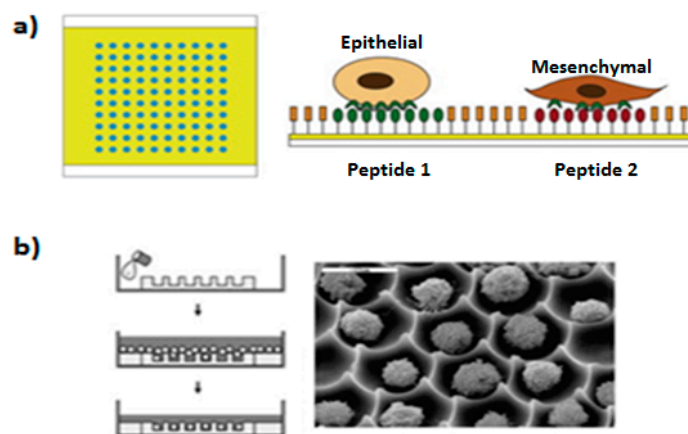 a)
Epithelial
Mesenchymal
Peptide 1
Peptide 2
b)